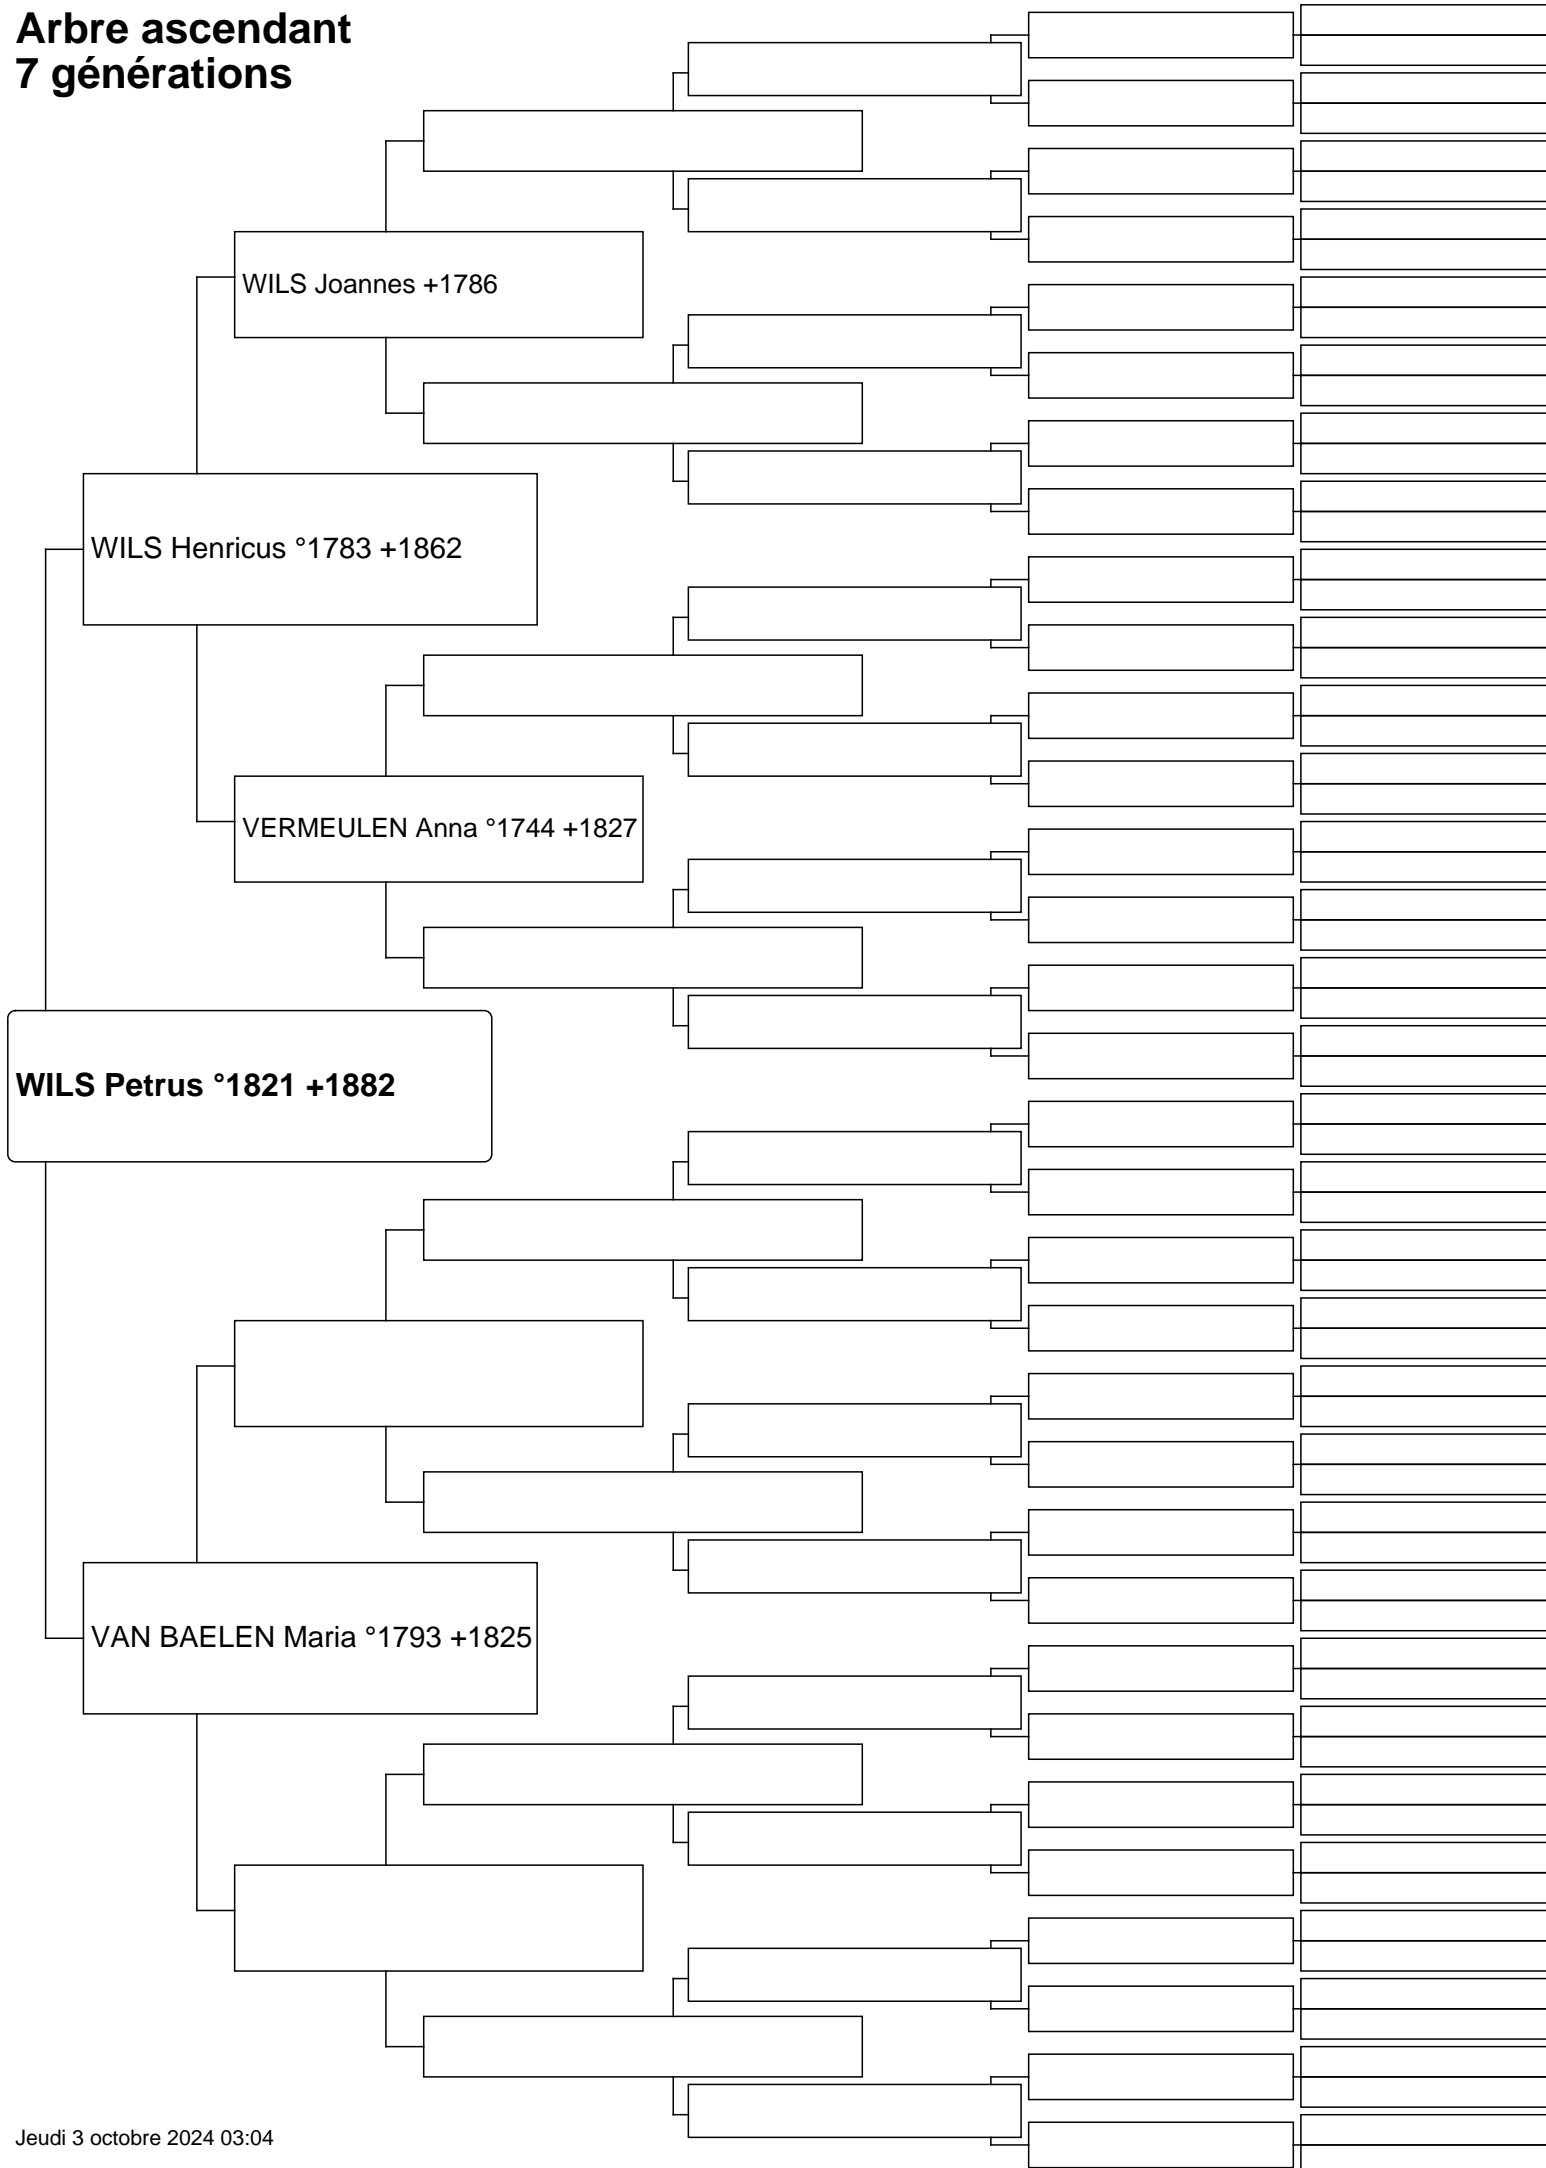 Arbre ascendant
7 générations
WILS Joannes +1786
WILS Henricus °1783 +1862
VERMEULEN Anna °1744 +1827
WILS Petrus °1821 +1882
VAN BAELEN Maria °1793 +1825
Jeudi 3 octobre 2024 03:04